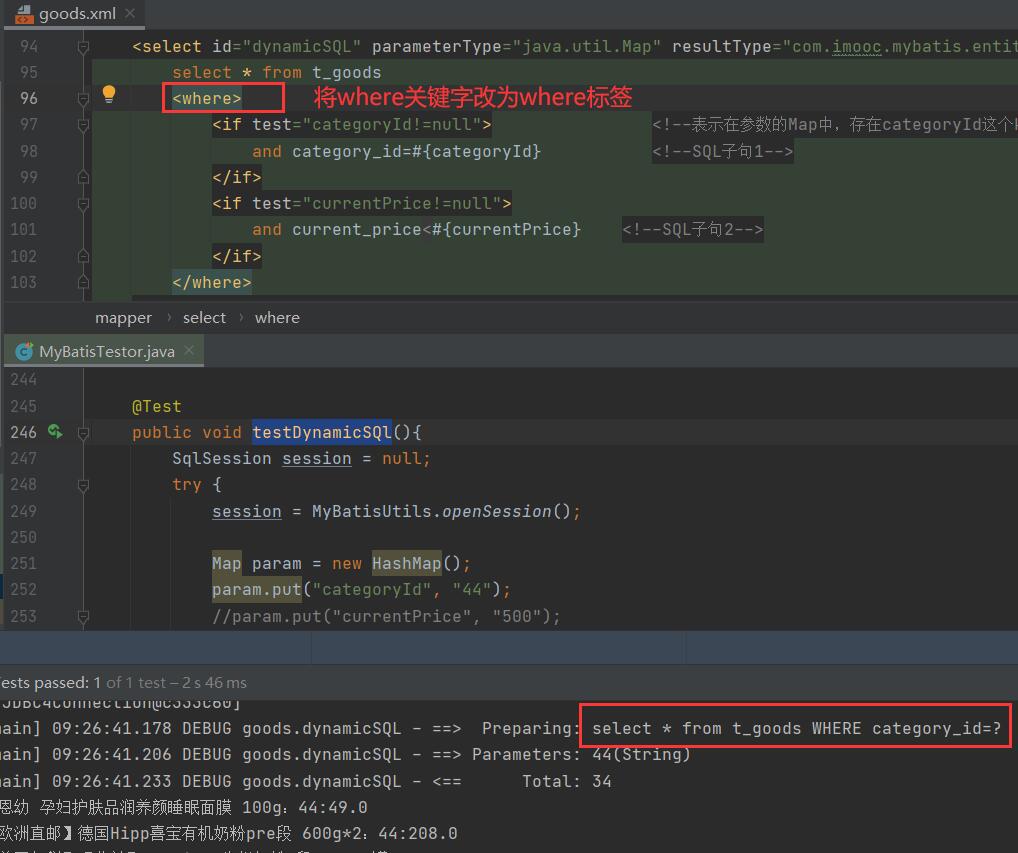 goods.xml
94 <select id="dynamicSQL" parameterType="java.util.Map" resultType="com.imooc.mybatis.entit
95 select * from t_goods
96 <where> 将where关键字改为where标签
97 <if test="categoryId!=null"> <!--表示在参数的Map中，存在categoryId这个
98 and category_id=#{categoryId} <!--SQL子句1-->
99 </if>
100 <if test="currentPrice!=null">
101 and current_price<#{currentPrice} <!--SQL子句2-->
102 </if>
103 </where>
mapper › select › where
MyBatisTestor.java
244
245 @Test
246 public void testDynamicSQl(){
247 SqlSession session = null;
248 try {
249 session = MyBatisUtils.openSession();
250
251 Map param = new HashMap();
252 param.put("categoryId", "44");
253 //param.put("currentPrice", "500");
ests passed: 1 of 1 test – 2 s 46 ms
JDBC4Connection@c333c60]
ain] 09:26:41.178 DEBUG goods.dynamicSQL - ==>  Preparing: select * from t_goods WHERE category_id=?
ain] 09:26:41.206 DEBUG goods.dynamicSQL - ==> Parameters: 44(String)
ain] 09:26:41.233 DEBUG goods.dynamicSQL - <==      Total: 34
恩幼 孕妇护肤品润养颜睡眠面膜 100g：44:49.0
欧洲直邮】德国Hipp喜宝有机奶粉pre段 600g*2：44:208.0